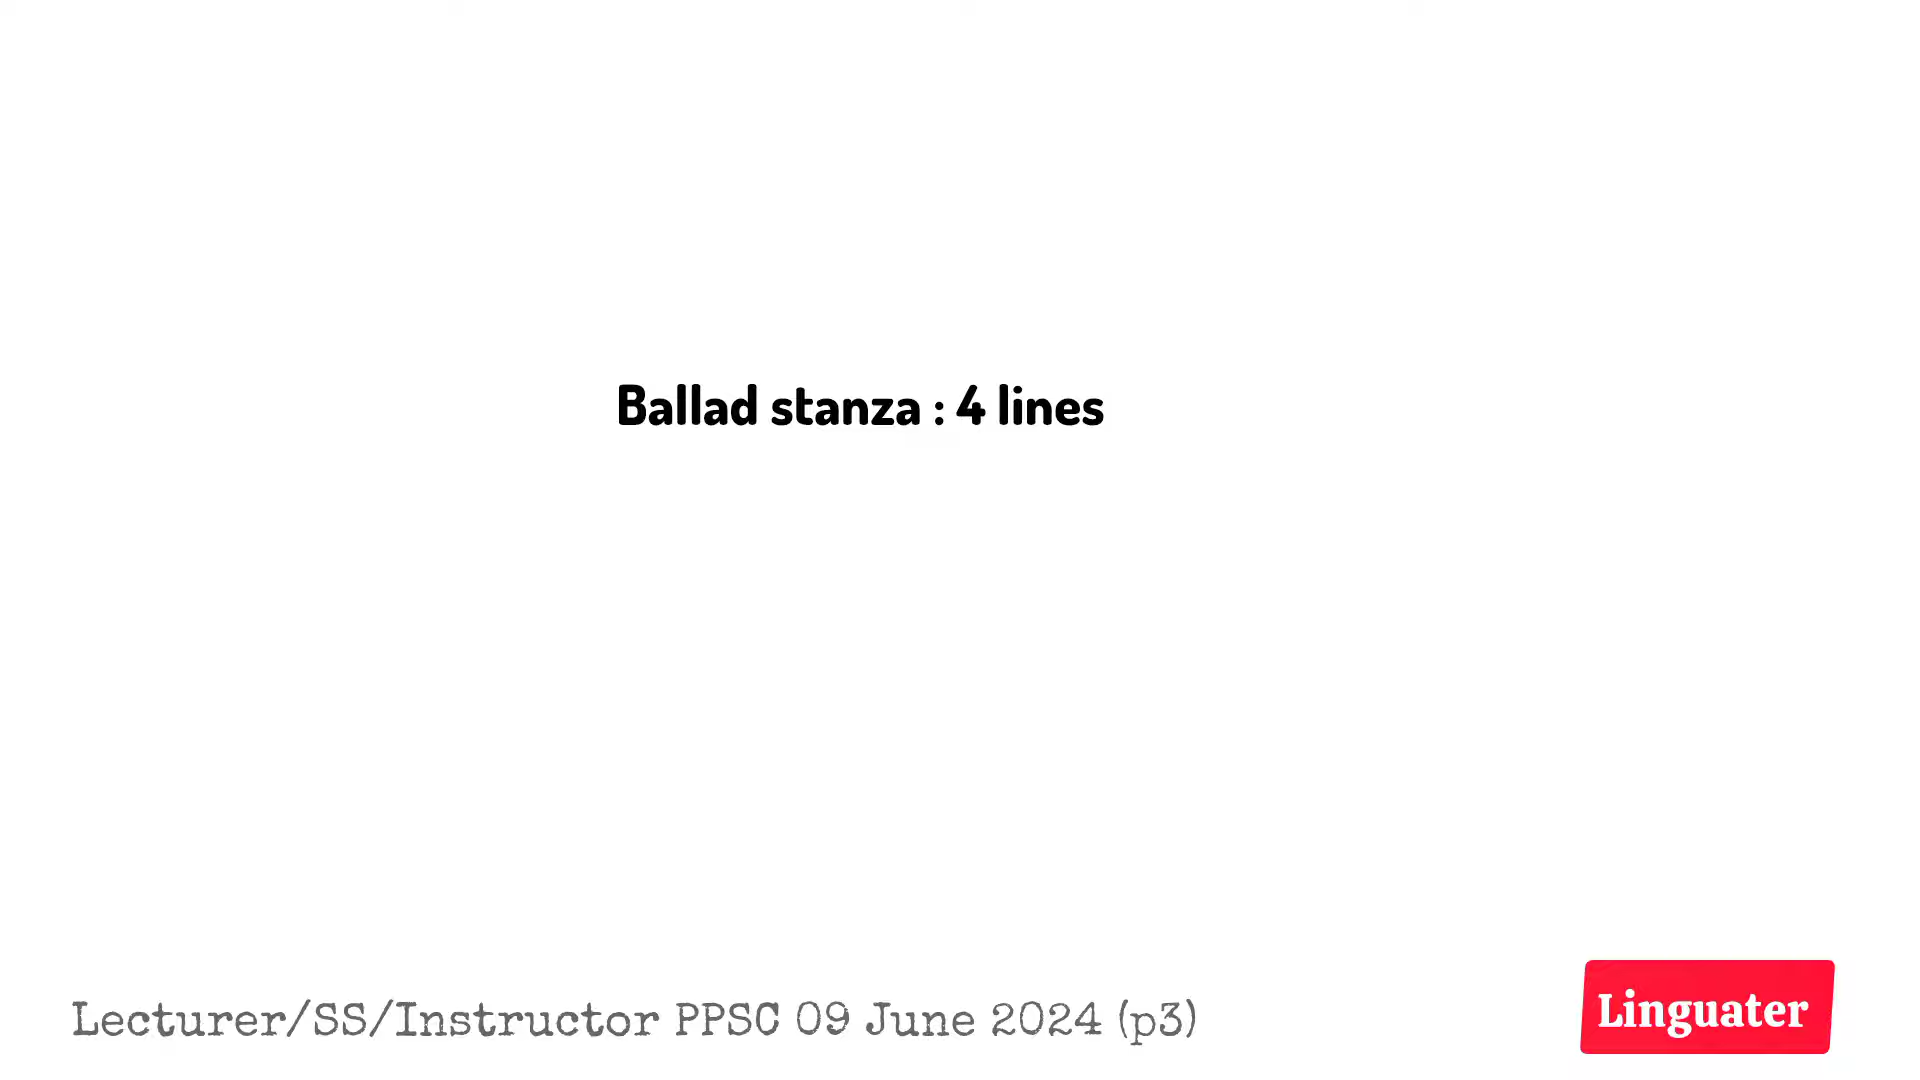 Ballad stanza : 4 lines
Lecturer/SS/Instructor PPSC 09 June 2024 (p3)
Linguater